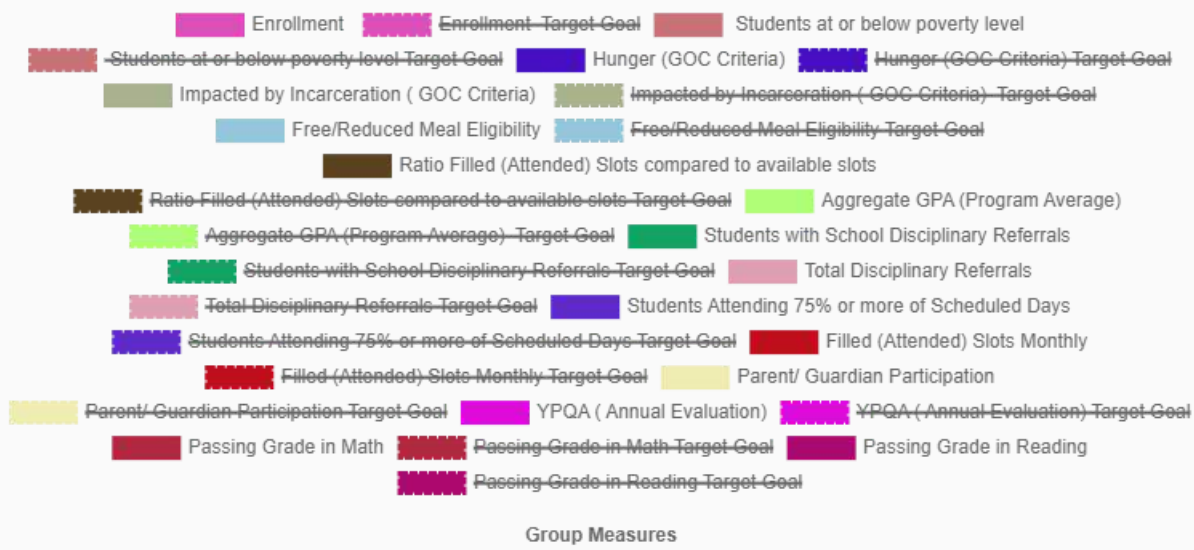 Enrollment Enrollment Target Goal Students at or below poverty level
Students at or below poverty level Target Goal Hunger (GOC Criteria) Hunger (GOC Criteria) Target Goal
Impacted by Incarceration ( GOC Criteria) Impacted by Incarceration ( GOC Criteria) Target Goal
Free/Reduced Meal Eligibility Free/Reduced Meal Eligibility Target Goal
Ratio Filled (Attended) Slots compared to available slots
Ratio Filled (Attended) Slots compared to available slots Target Goal Aggregate GPA (Program Average)
Aggregate GPA (Program Average) Target Goal Students with School Disciplinary Referrals
Students with School Disciplinary Referrals Target Goal Total Disciplinary Referrals
Total Disciplinary Referrals Target Goal Students Attending 75% or more of Scheduled Days
Students Attending 75% or more of Scheduled Days Target Goal Filled (Attended) Slots Monthly
Filled (Attended) Slots Monthly Target Goal Parent/ Guardian Participation
Parent/ Guardian Participation Target Goal YPQA ( Annual Evaluation) YPQA ( Annual Evaluation) Target Goal
Passing Grade in Math Passing Grade in Math Target Goal Passing Grade in Reading
Passing Grade in Reading Target Goal
Group Measures